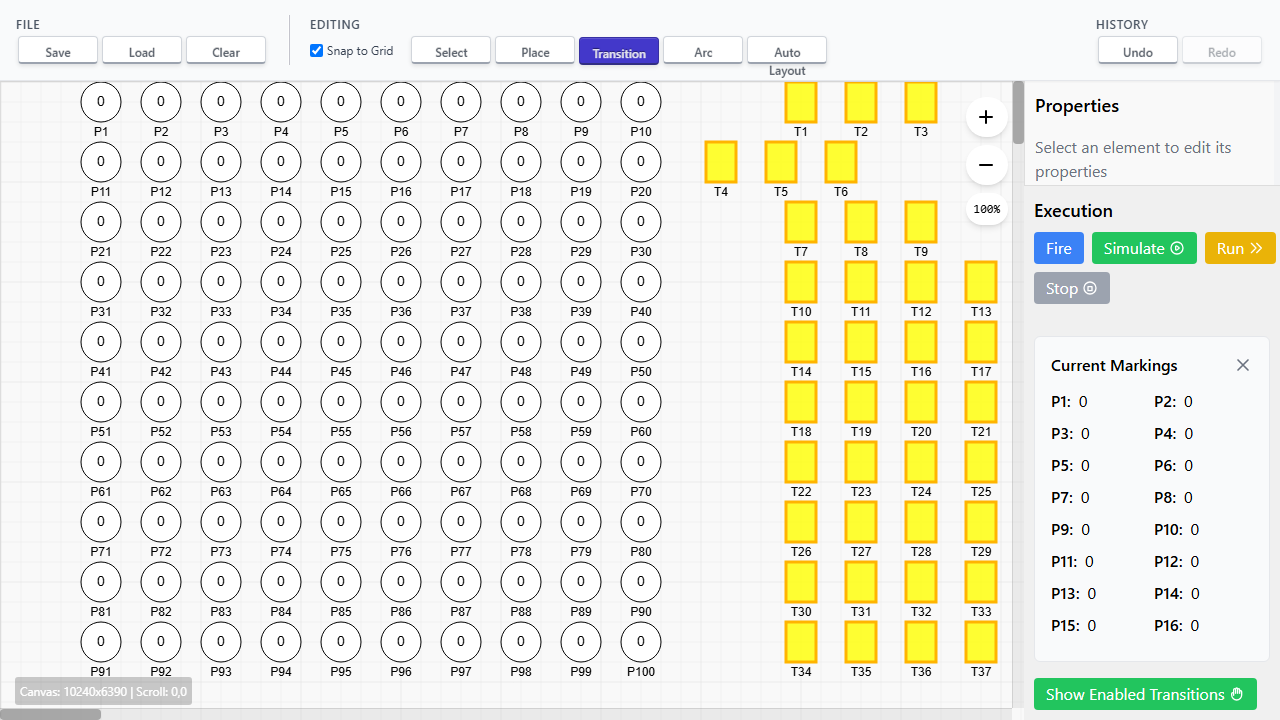 FILE
Save Load Clear
EDITING
Snap to Grid
Select Place Transition Arc Auto Layout
HISTORY
Undo Redo
0 0 0 0 0 0 0 0 0 0
P1 P2 P3 P4 P5 P6 P7 P8 P9 P10 T1 T2 T3
0 0 0 0 0 0 0 0 0 0
P11 P12 P13 P14 P15 P16 P17 P18 P19 P20 T4 T5 T6
0 0 0 0 0 0 0 0 0 0
P21 P22 P23 P24 P25 P26 P27 P28 P29 P30 T7 T8 T9
0 0 0 0 0 0 0 0 0 0
P31 P32 P33 P34 P35 P36 P37 P38 P39 P40 T10 T11 T12 T13
0 0 0 0 0 0 0 0 0 0
P41 P42 P43 P44 P45 P46 P47 P48 P49 P50 T14 T15 T16 T17
0 0 0 0 0 0 0 0 0 0
P51 P52 P53 P54 P55 P56 P57 P58 P59 P60 T18 T19 T20 T21
0 0 0 0 0 0 0 0 0 0
P61 P62 P63 P64 P65 P66 P67 P68 P69 P70 T22 T23 T24 T25
0 0 0 0 0 0 0 0 0 0
P71 P72 P73 P74 P75 P76 P77 P78 P79 P80 T26 T27 T28 T29
0 0 0 0 0 0 0 0 0 0
P81 P82 P83 P84 P85 P86 P87 P88 P89 P90 T30 T31 T32 T33
0 0 0 0 0 0 0 0 0 0
P91 P92 P93 P94 P95 P96 P97 P98 P99 P100 T34 T35 T36 T37
Canvas: 10240x6390 | Scroll: 0,0
+
−
100%
Properties
Select an element to edit its
properties
Execution
Fire Simulate Run
Stop
Current Markings
P1: 0 P2: 0
P3: 0 P4: 0
P5: 0 P6: 0
P7: 0 P8: 0
P9: 0 P10: 0
P11: 0 P12: 0
P13: 0 P14: 0
P15: 0 P16: 0
Show Enabled Transitions